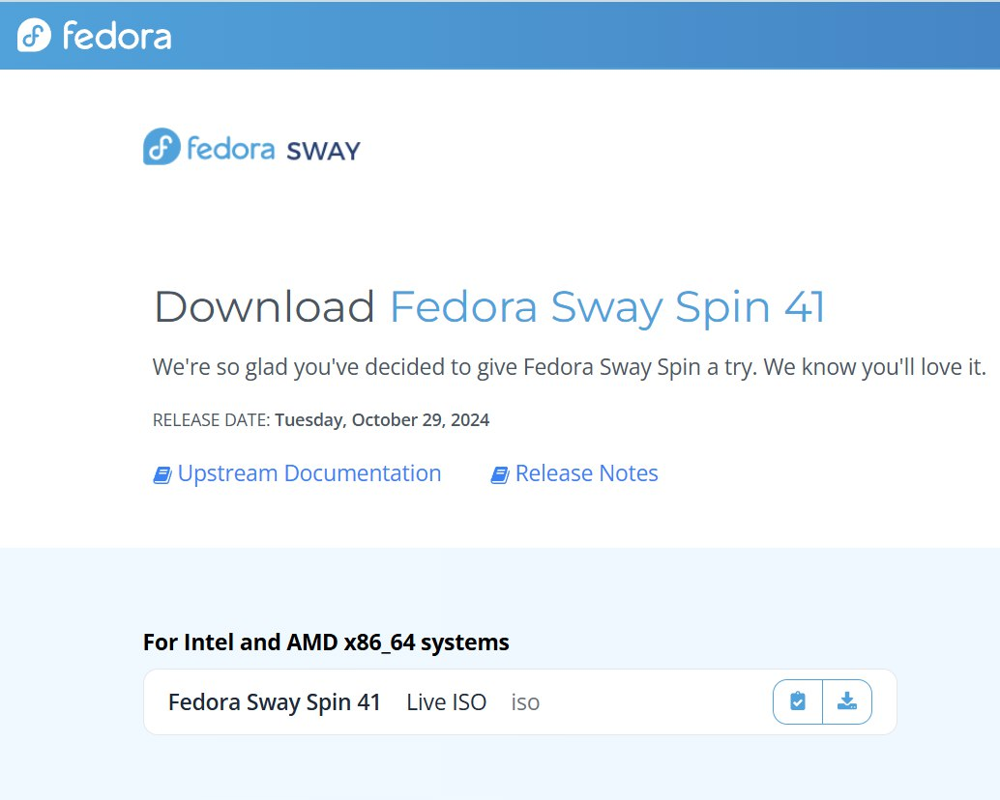 fedora
fedora SWAY
Download Fedora Sway Spin 41
We're so glad you've decided to give Fedora Sway Spin a try. We know you'll love it.
RELEASE DATE: Tuesday, October 29, 2024
Upstream Documentation Release Notes
For Intel and AMD x86_64 systems
Fedora Sway Spin 41 Live ISO iso